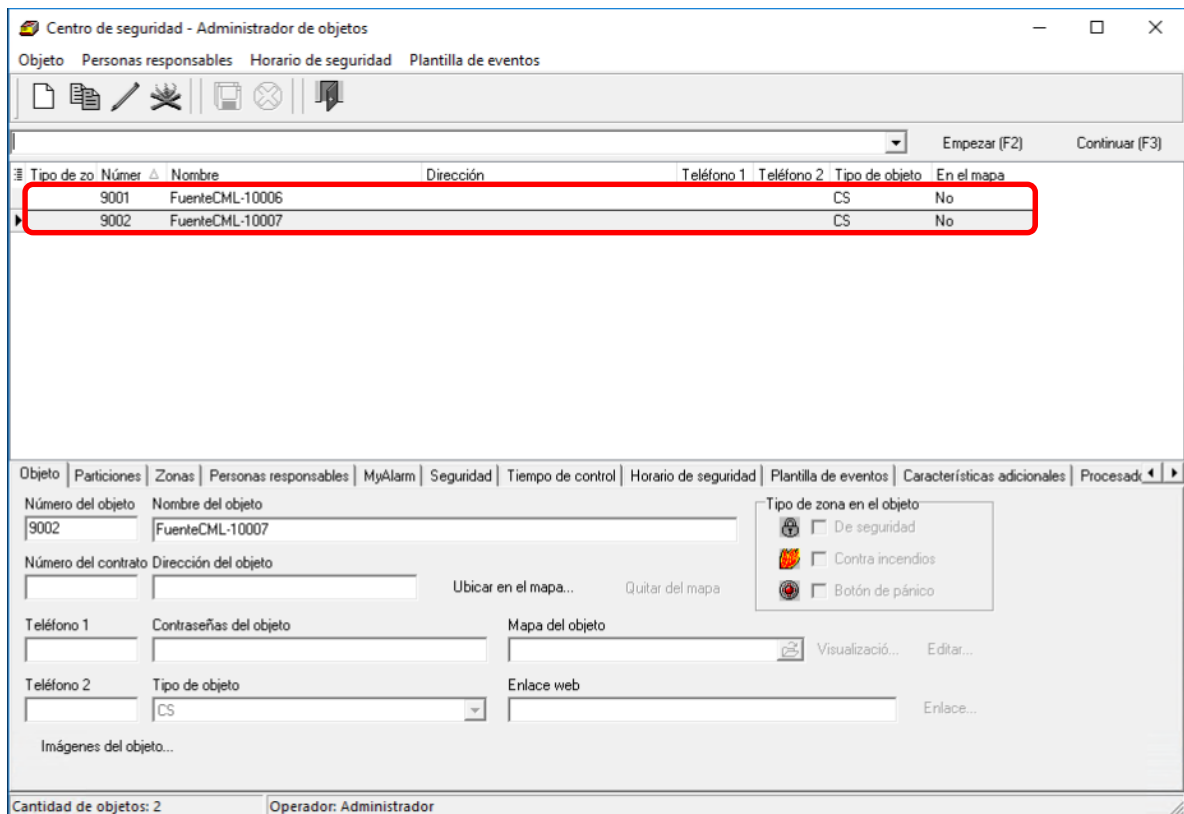 Centro de seguridad - Administrador de objetos
Objeto Personas responsables Horario de seguridad Plantilla de eventos
Empezar (F2) Continuar (F3)
Tipo de zo Númer Nombre Dirección Teléfono 1 Teléfono 2 Tipo de objeto En el mapa
9001 FuenteCML-10006 CS No
9002 FuenteCML-10007 CS No
Objeto Particiones Zonas Personas responsables MyAlarm Seguridad Tiempo de control Horario de seguridad Plantilla de eventos Características adicionales Procesado
Número del objeto Nombre del objeto Tipo de zona en el objeto
9002 FuenteCML-10007 De seguridad
Número del contrato Dirección del objeto Contra incendios
Ubicar en el mapa... Quitar del mapa Botón de pánico
Teléfono 1 Contraseñas del objeto Mapa del objeto
Visualizació... Editar...
Teléfono 2 Tipo de objeto Enlace web
CS Enlace...
Imágenes del objeto...
Cantidad de objetos: 2 Operador: Administrador